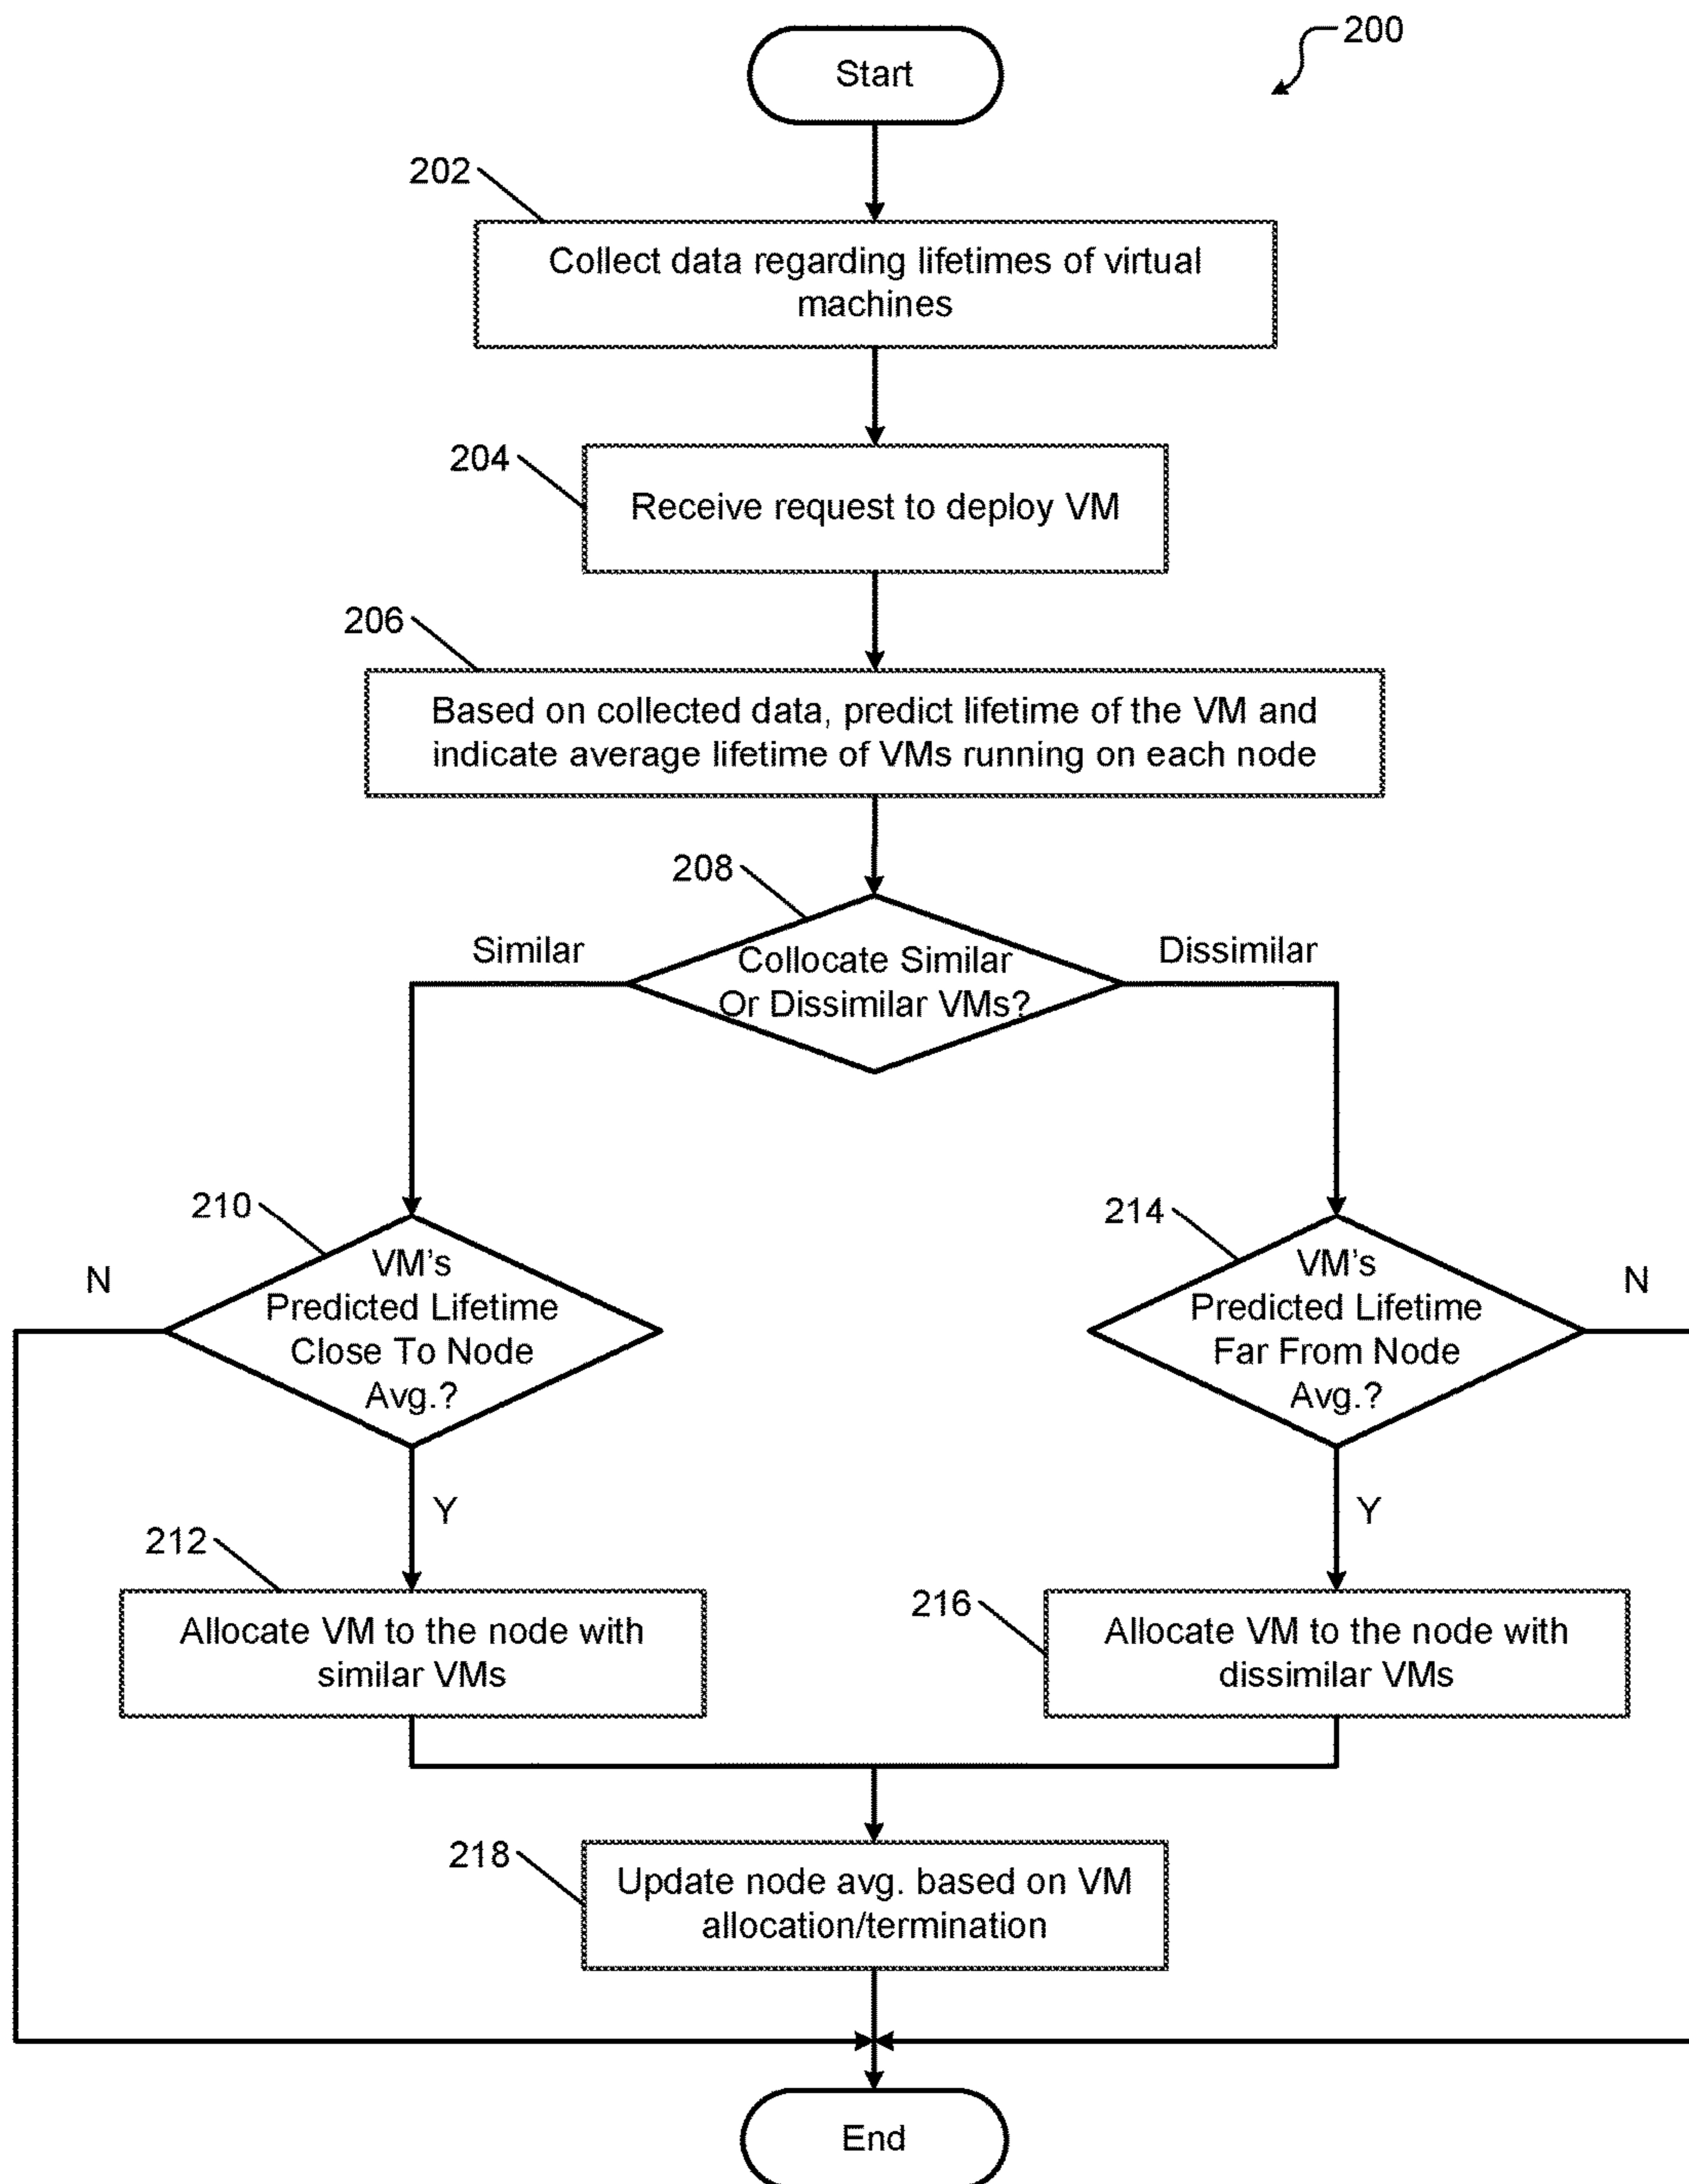 200
Start
202
Collect data regarding lifetimes of virtual
machines
204
Receive request to deploy VM
206
Based on collected data, predict lifetime of the VM and
indicate average lifetime of VMs running on each node
208
Similar
Collocate Similar
Or Dissimilar VMs?
Dissimilar
210
N
VM's
Predicted Lifetime
Close To Node
Avg.?
Y
214
VM's
Predicted Lifetime
Far From Node
Avg.?
N
Y
212
Allocate VM to the node with
similar VMs
216
Allocate VM to the node with
dissimilar VMs
218
Update node avg. based on VM
allocation/termination
End